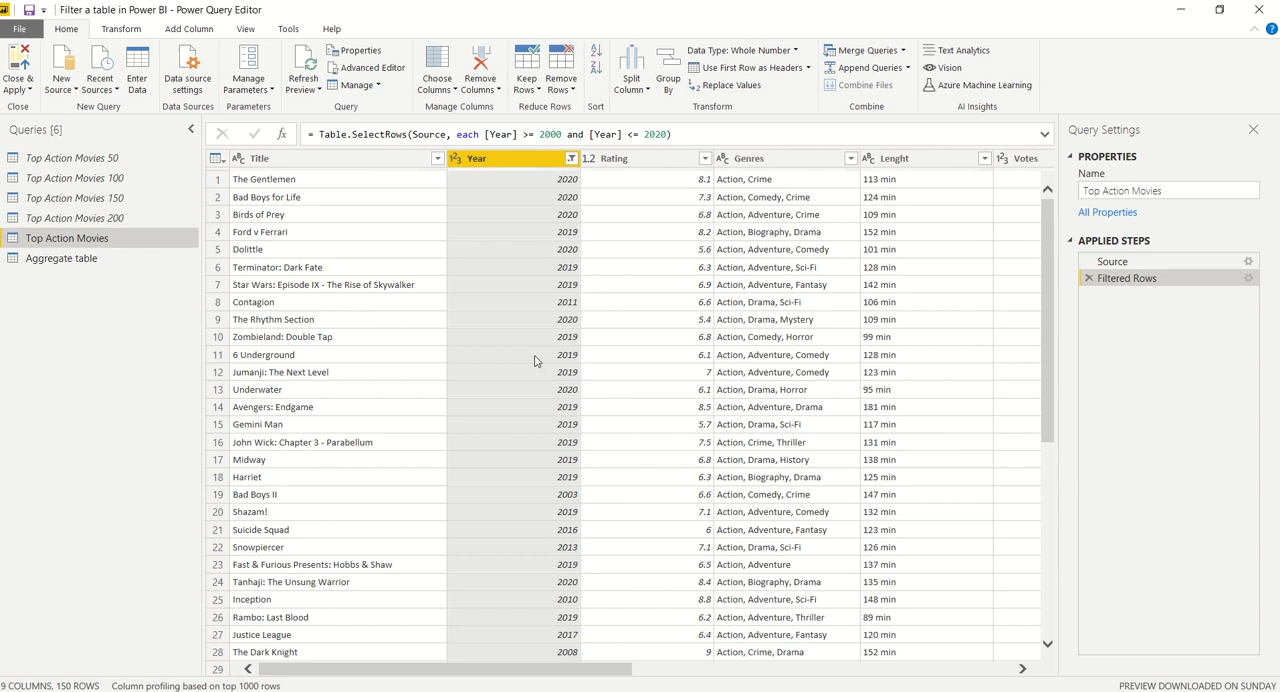 Filter a table in Power BI - Power Query Editor
File Home Transform Add Column View Tools Help
Close & Apply
Close
New Source
Recent Sources
Enter Data
New Query
Data source settings
Data Sources
Manage Parameters
Parameters
Refresh Preview
Properties
Advanced Editor
Manage
Query
Choose Columns
Remove Columns
Manage Columns
Keep Rows
Remove Rows
Reduce Rows
Sort
Split Column
Group By
Data Type: Whole Number
Use First Row as Headers
Replace Values
Transform
Merge Queries
Append Queries
Combine Files
Combine
Text Analytics
Vision
Azure Machine Learning
AI Insights
Queries [6]
Top Action Movies 50
Top Action Movies 100
Top Action Movies 150
Top Action Movies 200
Top Action Movies
Aggregate table
fx = Table.SelectRows(Source, each [Year] >= 2000 and [Year] <= 2020)
ABC Title 123 Year 1.2 Rating ABC Genres ABC Lenght 123 Votes
1 The Gentlemen 2020 8.1 Action, Crime 113 min
2 Bad Boys for Life 2020 7.3 Action, Comedy, Crime 124 min
3 Birds of Prey 2020 6.8 Action, Adventure, Crime 109 min
4 Ford v Ferrari 2019 8.2 Action, Biography, Drama 152 min
5 Dolittle 2020 5.6 Action, Adventure, Comedy 101 min
6 Terminator: Dark Fate 2019 6.3 Action, Adventure, Sci-Fi 128 min
7 Star Wars: Episode IX - The Rise of Skywalker 2019 6.9 Action, Adventure, Fantasy 142 min
8 Contagion 2011 6.6 Action, Drama, Sci-Fi 106 min
9 The Rhythm Section 2020 5.4 Action, Drama, Mystery 109 min
10 Zombieland: Double Tap 2019 6.8 Action, Comedy, Horror 99 min
11 6 Underground 2019 6.1 Action, Adventure, Comedy 128 min
12 Jumanji: The Next Level 2019 7 Action, Adventure, Comedy 123 min
13 Underwater 2020 6.1 Action, Drama, Horror 95 min
14 Avengers: Endgame 2019 8.5 Action, Adventure, Drama 181 min
15 Gemini Man 2019 5.7 Action, Drama, Sci-Fi 117 min
16 John Wick: Chapter 3 - Parabellum 2019 7.5 Action, Crime, Thriller 131 min
17 Midway 2019 6.8 Action, Drama, History 138 min
18 Harriet 2019 6.3 Action, Biography, Drama 125 min
19 Bad Boys II 2003 6.6 Action, Comedy, Crime 147 min
20 Shazam! 2019 7.1 Action, Adventure, Comedy 132 min
21 Suicide Squad 2016 6 Action, Adventure, Fantasy 123 min
22 Snowpiercer 2013 7.1 Action, Drama, Sci-Fi 126 min
23 Fast & Furious Presents: Hobbs & Shaw 2019 6.5 Action, Adventure 137 min
24 Tanhaji: The Unsung Warrior 2020 8.4 Action, Biography, Drama 135 min
25 Inception 2010 8.8 Action, Adventure, Sci-Fi 148 min
26 Rambo: Last Blood 2019 6.2 Action, Adventure, Thriller 89 min
27 Justice League 2017 6.4 Action, Adventure, Fantasy 120 min
28 The Dark Knight 2008 9 Action, Crime, Drama 152 min
29
Query Settings
PROPERTIES
Name
Top Action Movies
All Properties
APPLIED STEPS
Source
Filtered Rows
9 COLUMNS, 150 ROWS Column profiling based on top 1000 rows
PREVIEW DOWNLOADED ON SUNDAY